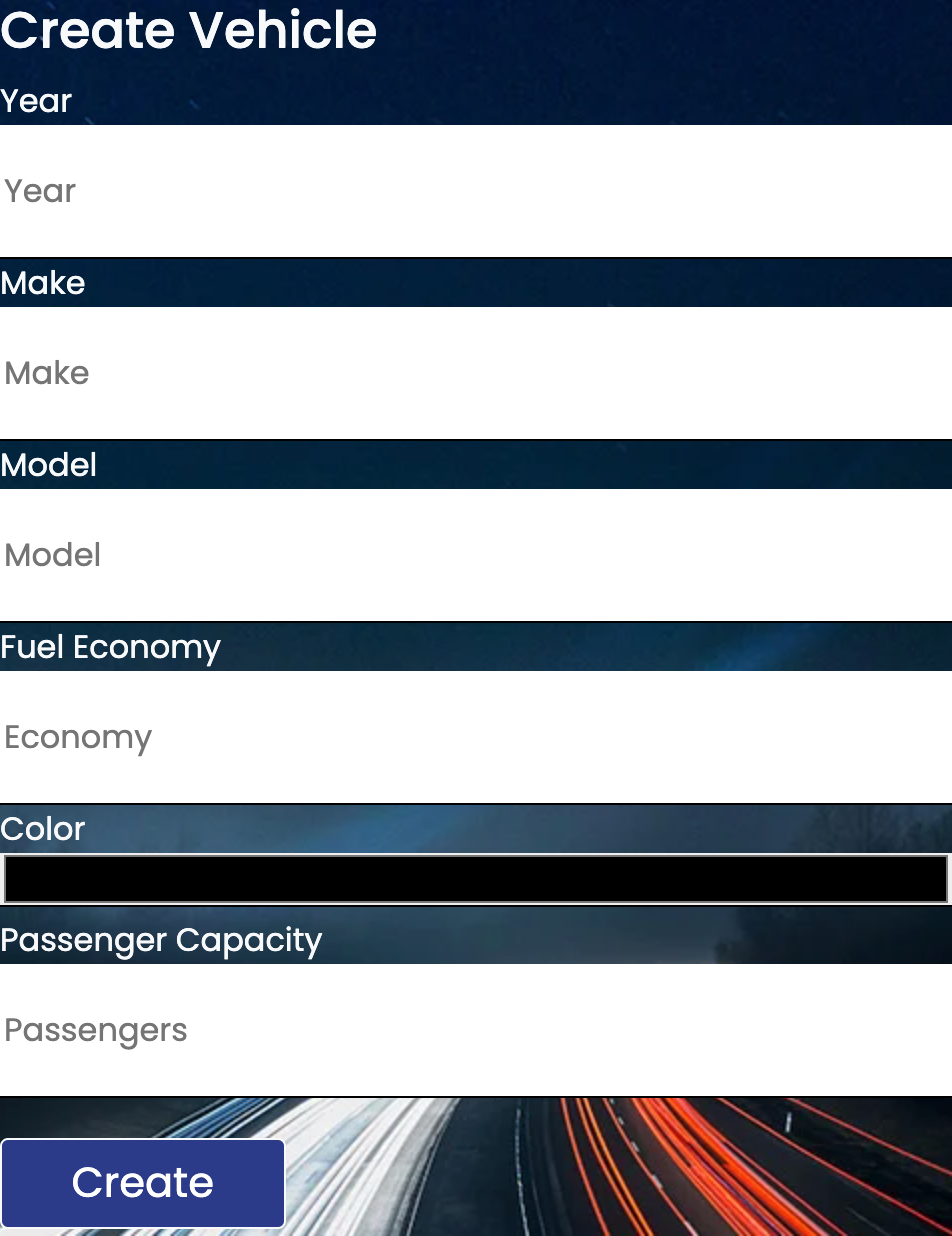 Create Vehicle
Year
Year
Make
Make
Model
Model
Fuel Economy
Economy
Color
Passenger Capacity
Passengers
Create